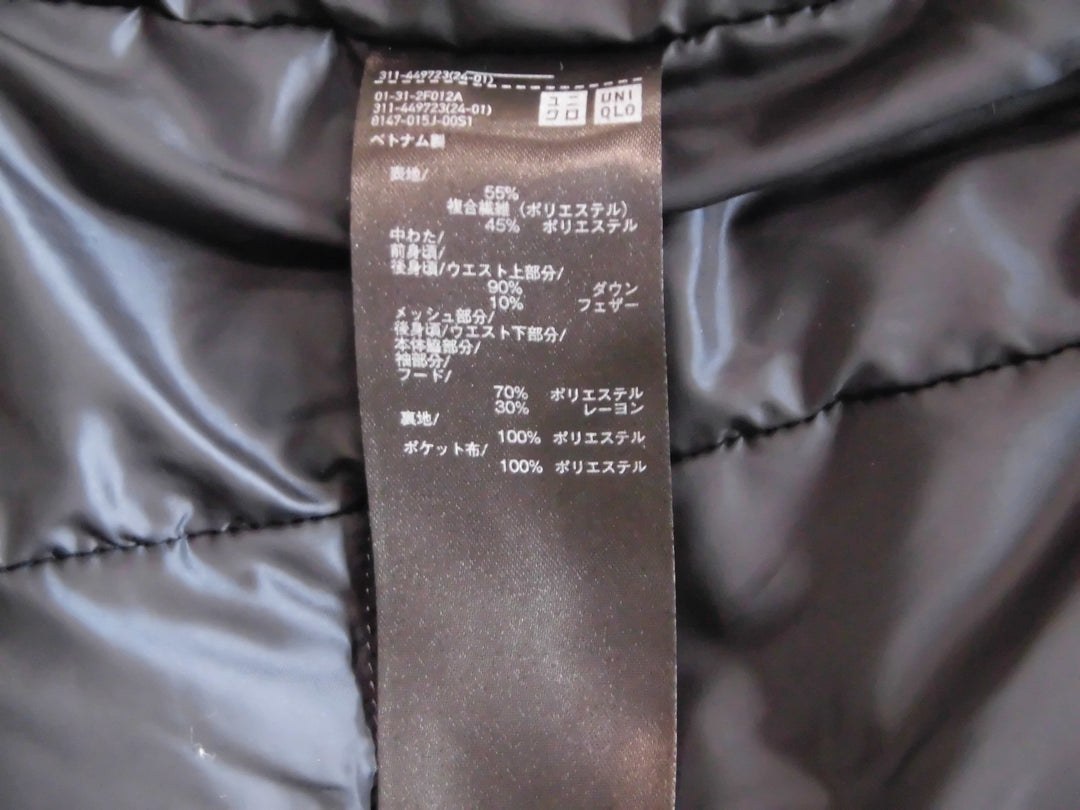 311-449723(24-01)
01-31-2F012A
311-449723(24-01)
8147-015J-00S1
ユニ
クロ
UNI
QLO
ベトナム製
表地/
55%
複合繊維（ポリエステル）
45% ポリエステル
中わた/
前身頃/
後身頃/ウエスト上部分/
90% ダウン
10% フェザー
メッシュ部分/
後身頃/ウエスト下部分/
本体脇部分/
袖部分/
フード/
70% ポリエステル
30% レーヨン
裏地/
100% ポリエステル
ポケット布/
100% ポリエステル